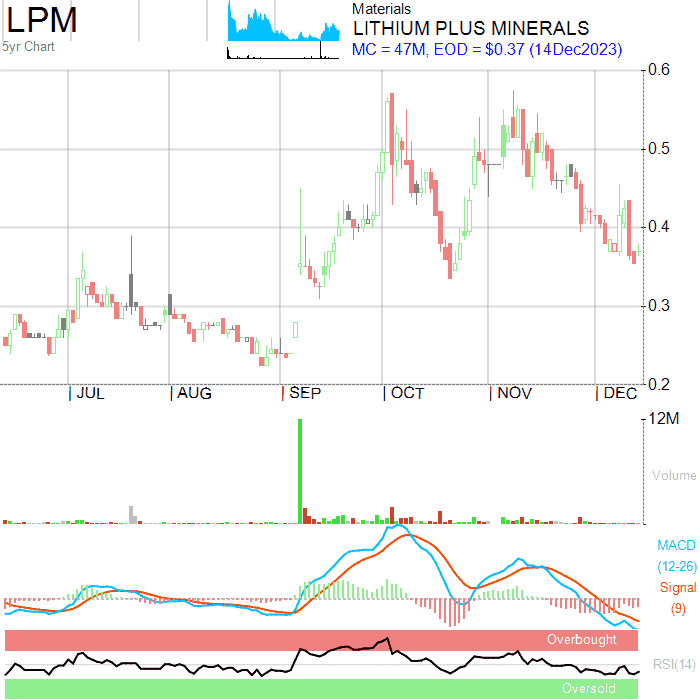 LPM
5yr Chart
Materials
LITHIUM PLUS MINERALS
MC = 47M, EOD = $0.37 (14Dec2023)
0.6
0.5
0.4
0.3
0.2
JUL
AUG
SEP
OCT
NOV
DEC
12M
Volume
MACD
(12-26)
Signal
(9)
Overbought
RSI(14)
Oversold